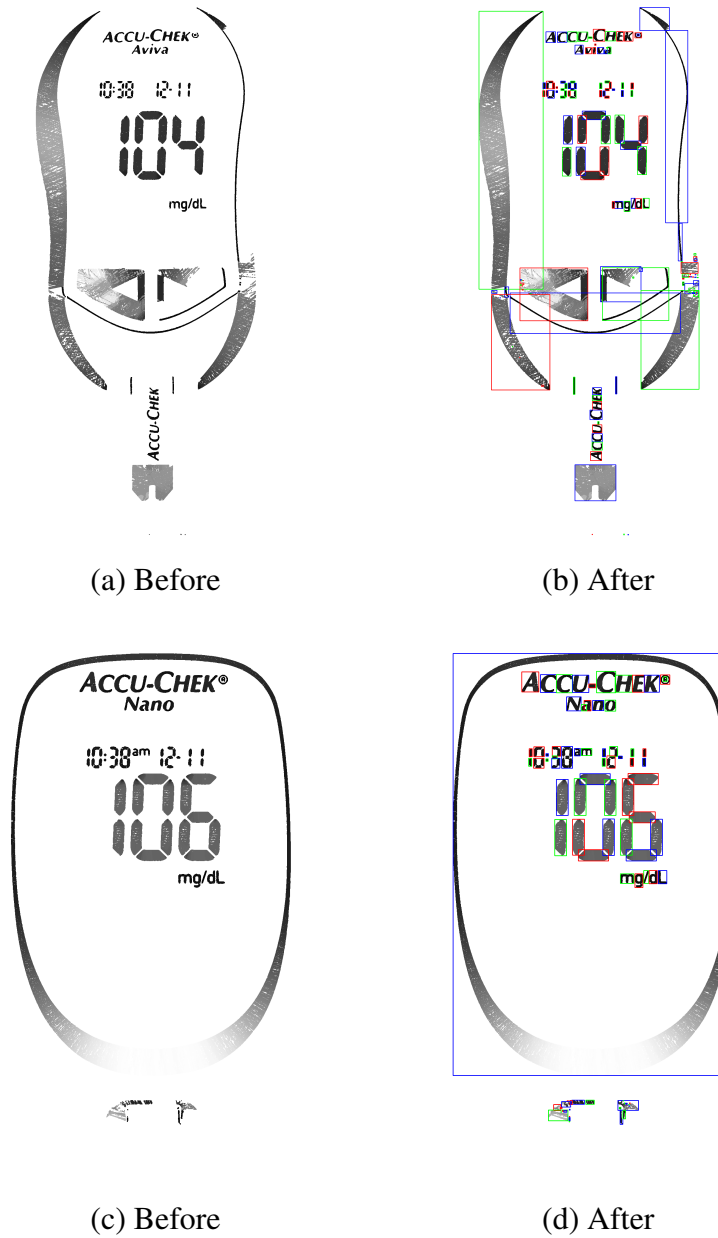 ACCU-CHEK®
Aviva
10:38 12-11
104
mg/dL
ACCU-CHEK
(a) Before
ACCU-CHEK®
Aviva
10:38 12-11
104
mg/dL
ACCU-CHEK
(b) After
ACCU-CHEK®
Nano
10:38am 12-11
106
mg/dL
(c) Before
ACCU-CHEK®
Nano
10:38am 12-11
106
mg/dL
(d) After